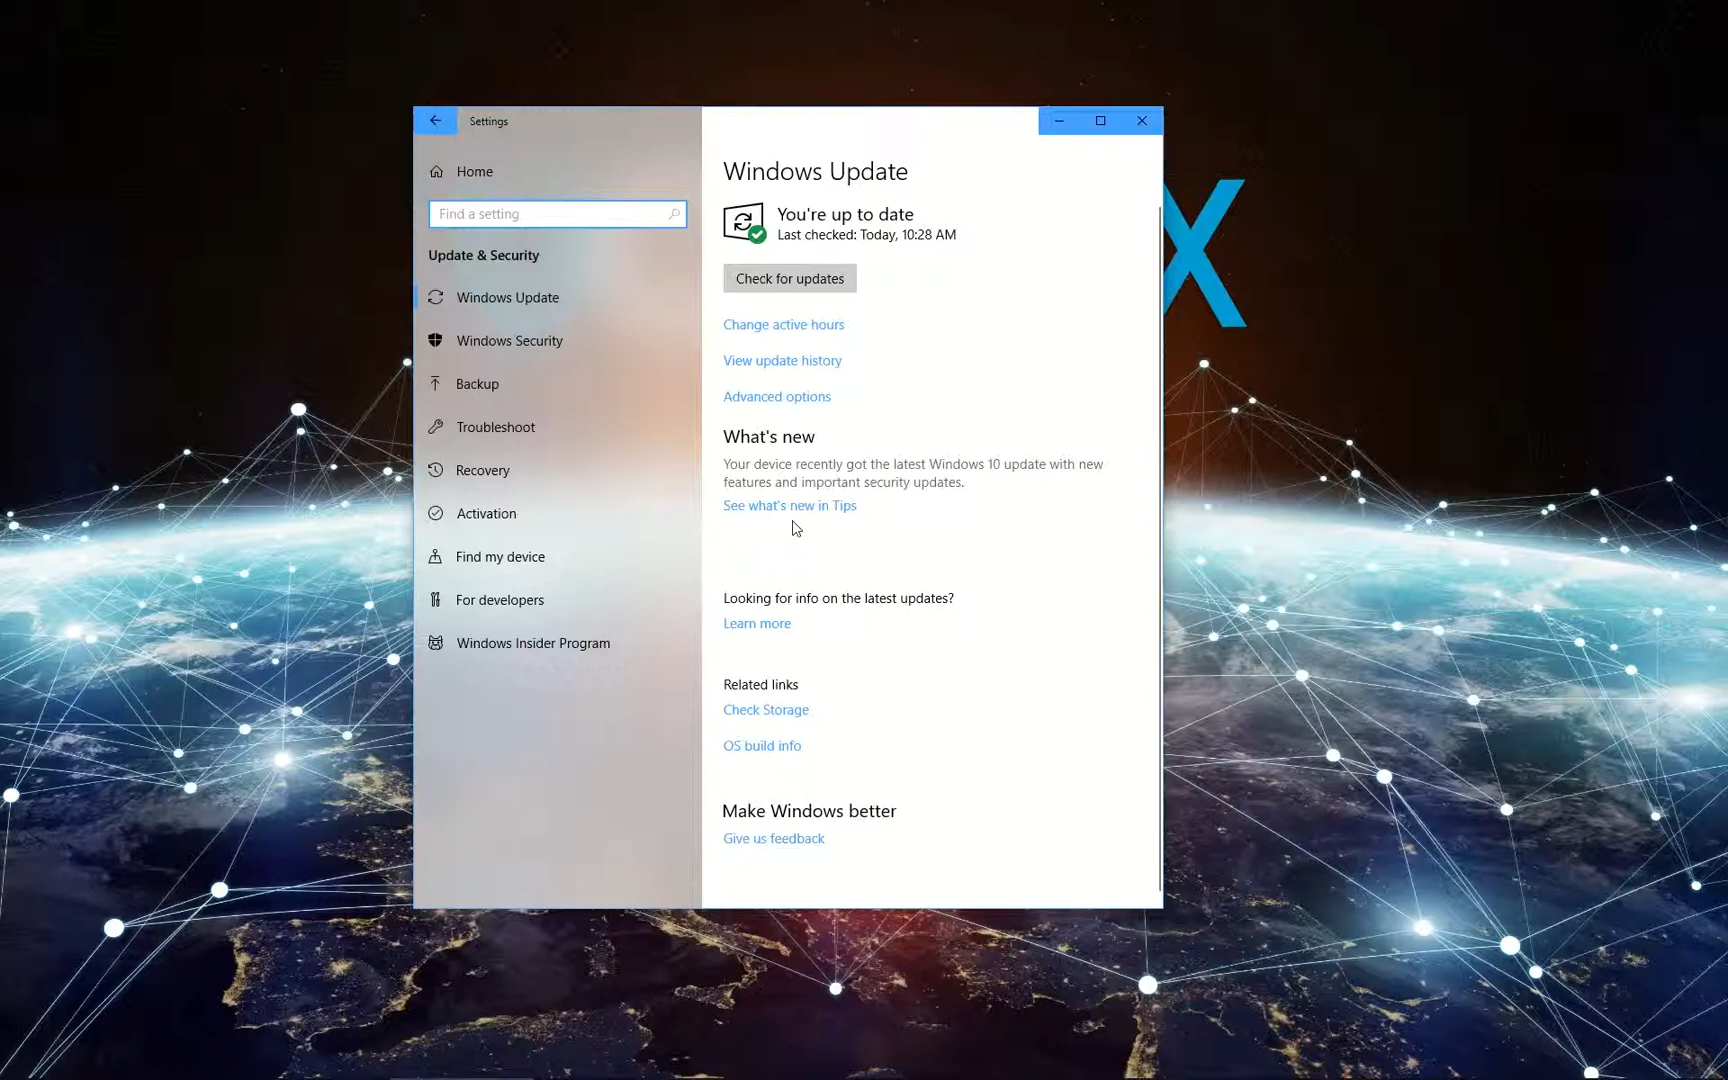 Settings
Home
Find a setting
Update & Security
Windows Update
Windows Security
Backup
Troubleshoot
Recovery
Activation
Find my device
For developers
Windows Insider Program
Windows Update
You're up to date
Last checked: Today, 10:28 AM
Check for updates
Change active hours
View update history
Advanced options
What's new
Your device recently got the latest Windows 10 update with new
features and important security updates.
See what's new in Tips
Looking for info on the latest updates?
Learn more
Related links
Check Storage
OS build info
Make Windows better
Give us feedback
X